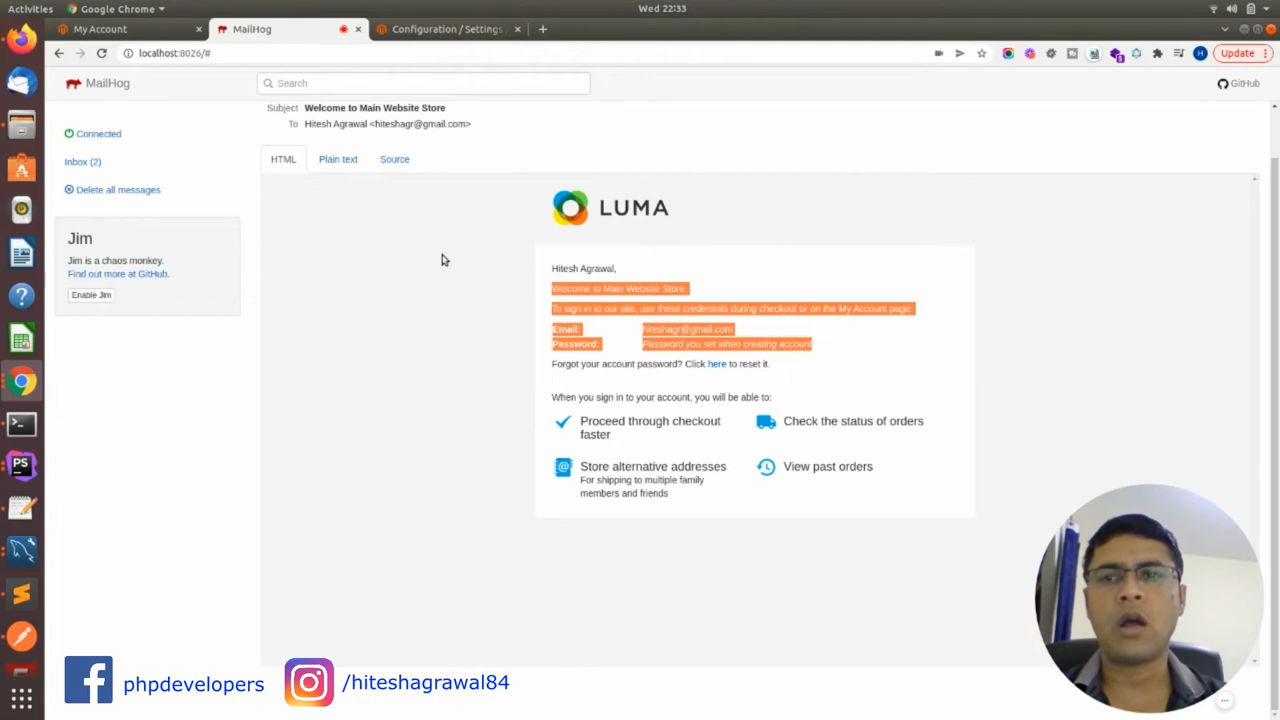 Activities
Google Chrome
Wed 22:33
My Account
MailHog
Configuration / Settings
localhost:8026/#
Update
H
MailHog
Search
GitHub
Subject Welcome to Main Website Store
To Hitesh Agrawal <hiteshagr@gmail.com>
Connected
Inbox (2)
Delete all messages
HTML
Plain text
Source
Jim
Jim is a chaos monkey.
Find out more at GitHub.
Enable Jim
LUMA
Hitesh Agrawal,
Welcome to Main Website Store.
To sign in to our site, use these credentials during checkout or on the My Account page:
Email: hiteshagr@gmail.com
Password: Password you set when creating account
Forgot your account password? Click here to reset it.
When you sign in to your account, you will be able to:
Proceed through checkout
faster
Check the status of orders
Store alternative addresses
For shipping to multiple family
members and friends
View past orders
PS
phpdevelopers
/hiteshagrawal84